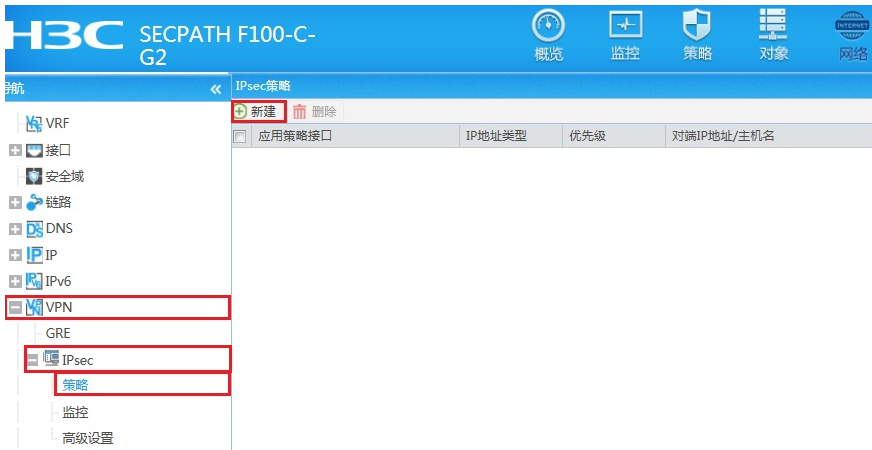 H3C SECPATH F100-C-
G2
概览 监控 策略 对象 网络
INTERNET
导航
IPsec策略
新建 删除
应用策略接口 IP地址类型 优先级 对端IP地址/主机名
VRF
接口
安全域
链路
DNS
IP
IPv6
VPN
GRE
IPsec
策略
监控
高级设置